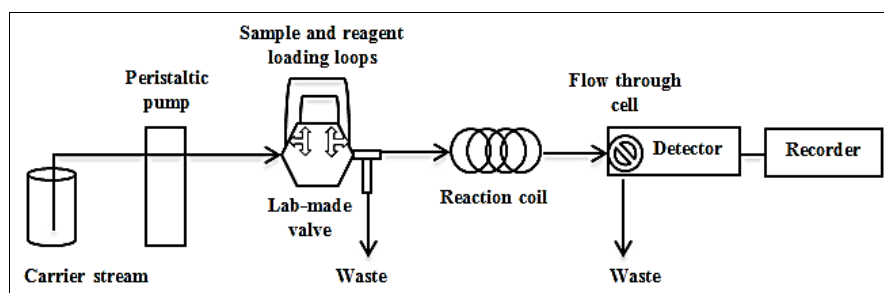 Sample and reagent
loading loops
Peristaltic
pump
Flow through
cell
Detector
Recorder
Lab-made
valve
Reaction coil
Carrier stream
Waste
Waste